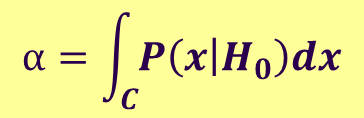 α = ∫_C P(x|H₀)dx